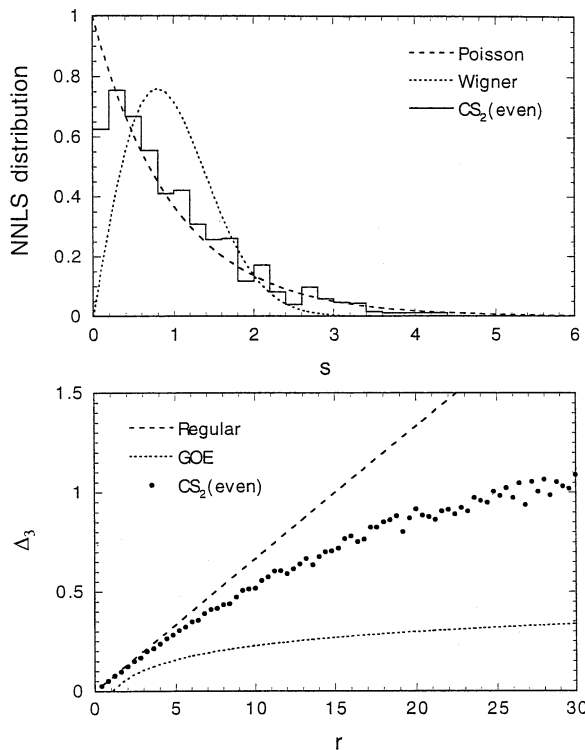 1
0.8
0.6
0.4
0.2
0
NNLS distribution
Poisson
Wigner
CS₂(even)
0 1 2 3 4 5 6
s
1.5
1
0.5
0
Δ₃
Regular
GOE
CS₂(even)
0 5 10 15 20 25 30
r